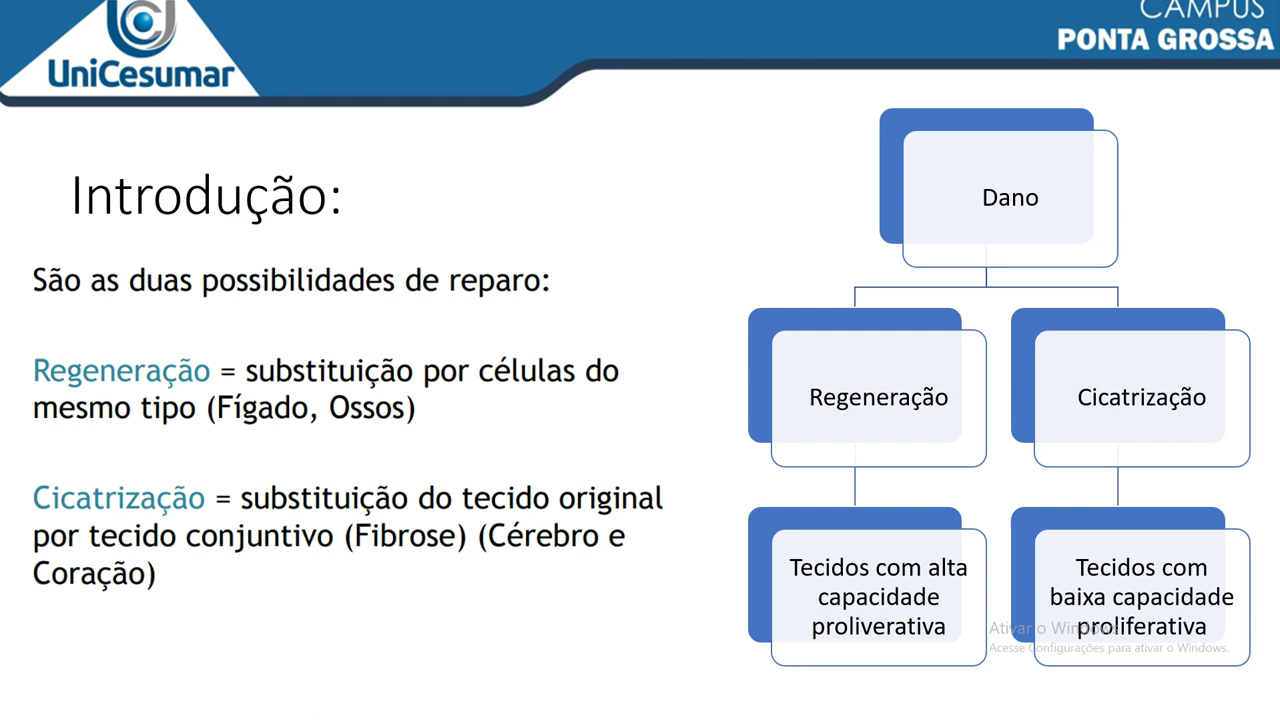 CAMPUS
PONTA GROSSA
UniCesumar
Introdução:
São as duas possibilidades de reparo:
Regeneração = substituição por células do
mesmo tipo (Fígado, Ossos)
Cicatrização = substituição do tecido original
por tecido conjuntivo (Fibrose) (Cérebro e
Coração)
Dano
Regeneração
Cicatrização
Tecidos com alta
capacidade
proliverativa
Tecidos com
baixa capacidade
proliferativa
Ativar o Windows
Acesse Configurações para ativar o Windows.